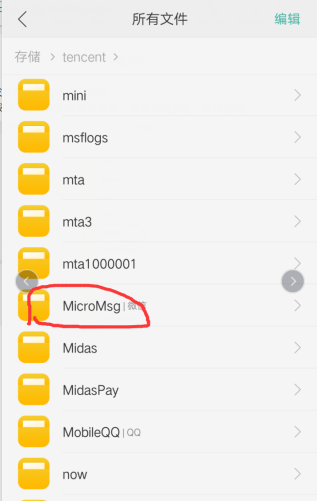 所有文件 编辑
存储 > tencent >
mini
msflogs
mta
mta3
mta1000001
MicroMsg | 微信
Midas
MidasPay
MobileQQ | QQ
now